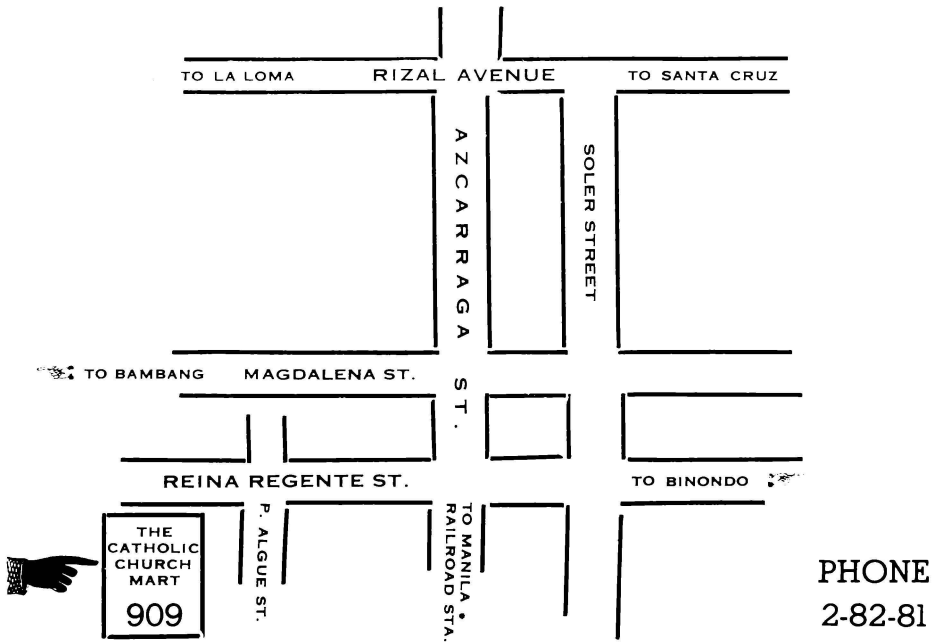 TO LA LOMA
RIZAL AVENUE
TO SANTA CRUZ
AZCARRAGA ST.
SOLER STREET
TO BAMBANG
MAGDALENA ST.
REINA REGENTE ST.
TO BINONDO
P. ALGUE ST.
TO MANILA •
RAILROAD STA.
THE
CATHOLIC
CHURCH
MART
909
PHONE
2-82-81